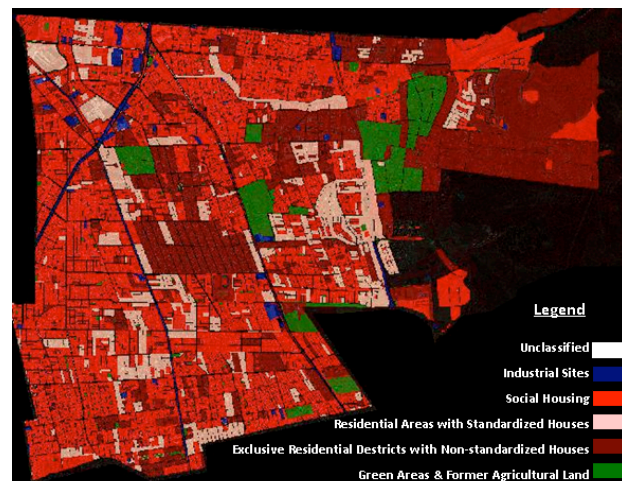 Legend
Unclassified
Industrial Sites
Social Housing
Residential Areas with Standardized Houses
Exclusive Residential Destricts with Non-standardized Houses
Green Areas & Former Agricultural Land